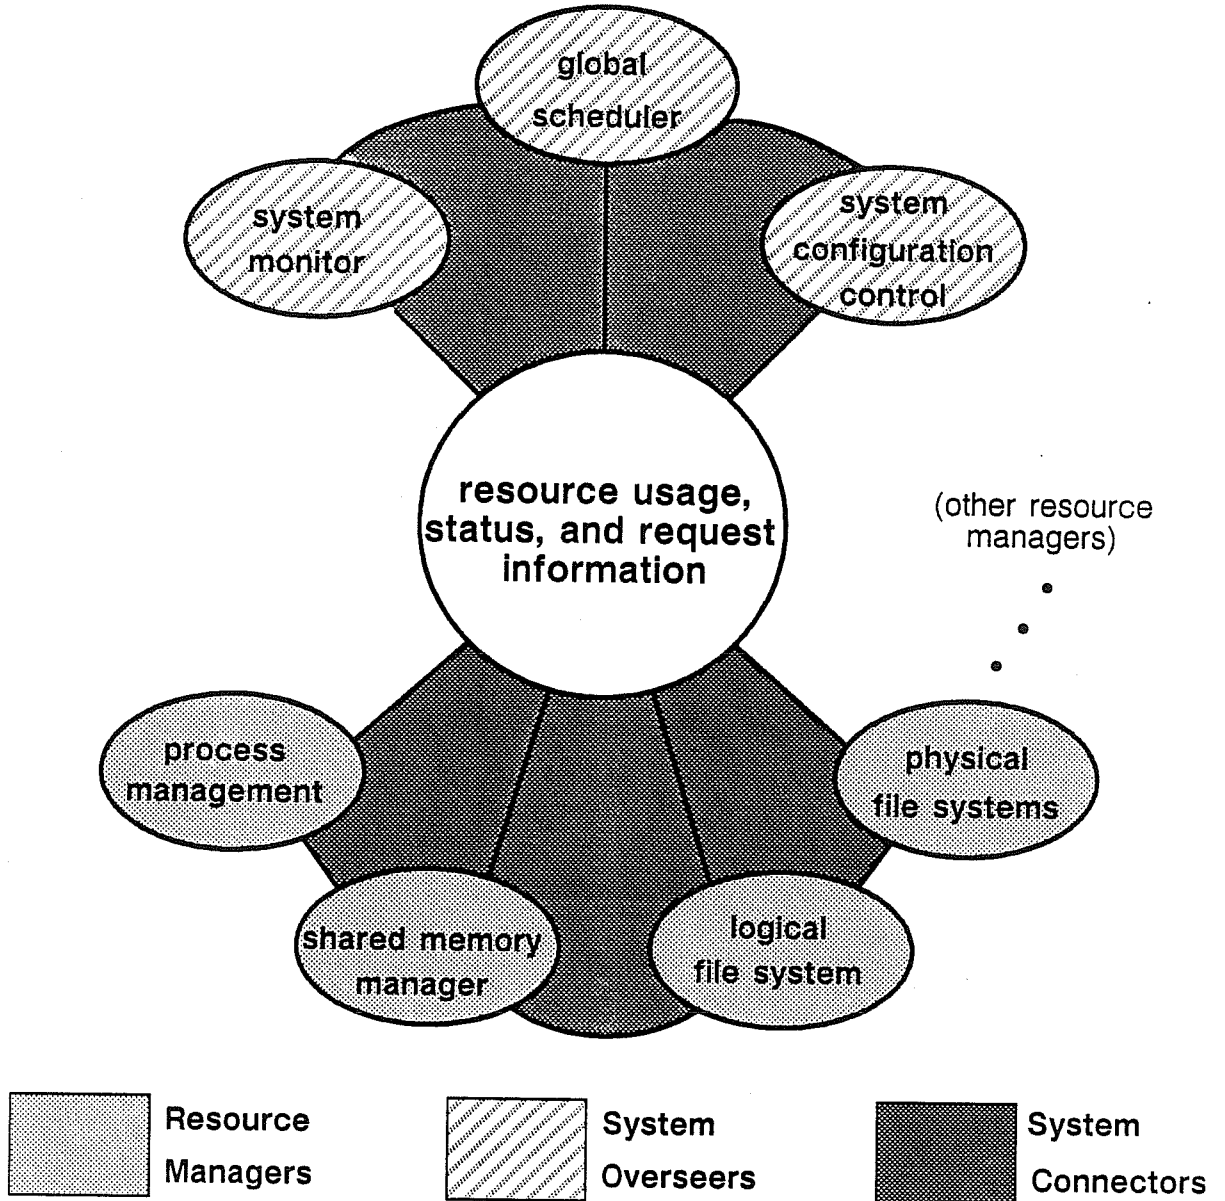 global
scheduler
system
monitor
system
configuration
control
resource usage,
status, and request
information
(other resource
managers)
process
management
physical
file systems
shared memory
manager
logical
file system
Resource
Managers
System
Overseers
System
Connectors